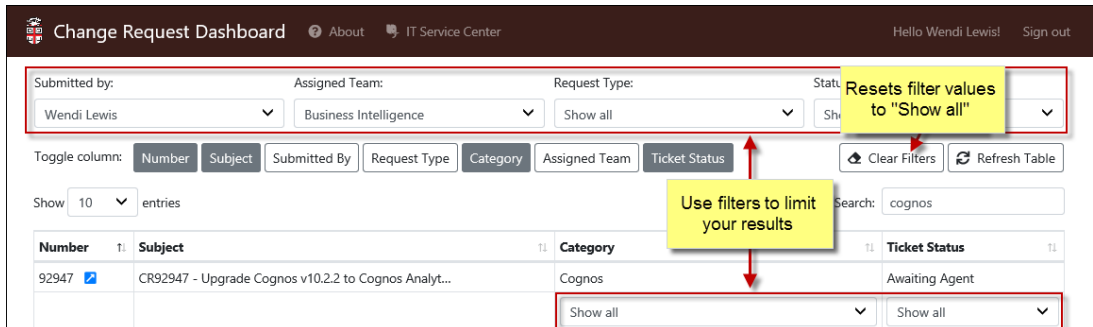 Change Request Dashboard About IT Service Center Hello Wendi Lewis! Sign out
Submitted by: Assigned Team: Request Type: Statu
Wendi Lewis Business Intelligence Show all Sh
Resets filter values
to "Show all"
Toggle column: Number Subject Submitted By Request Type Category Assigned Team Ticket Status Clear Filters Refresh Table
Show 10 entries Search: cognos
Use filters to limit
your results
Number Subject Category Ticket Status
92947 CR92947 - Upgrade Cognos v10.2.2 to Cognos Analyt... Cognos Awaiting Agent
Show all Show all